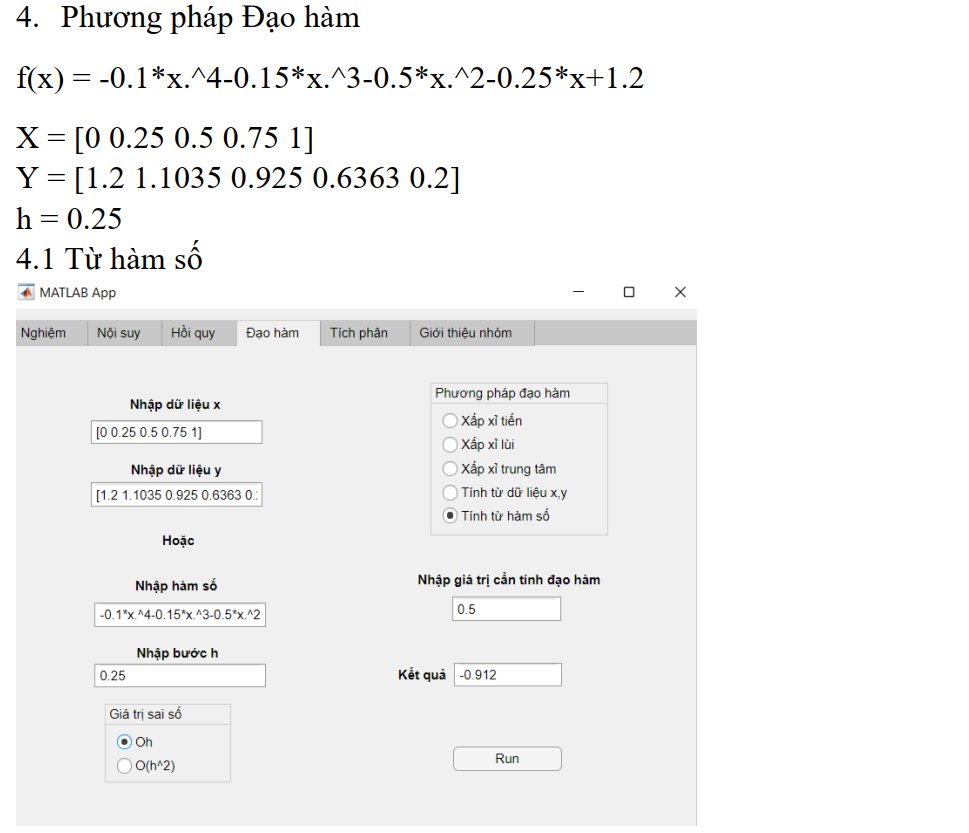 4. Phương pháp Đạo hàm
f(x) = -0.1*x.^4-0.15*x.^3-0.5*x.^2-0.25*x+1.2
X = [0 0.25 0.5 0.75 1]
Y = [1.2 1.1035 0.925 0.6363 0.2]
h = 0.25
4.1 Từ hàm số
MATLAB App
Nghiệm Nội suy Hồi quy Đạo hàm Tích phân Giới thiệu nhóm
Nhập dữ liệu x
[0 0.25 0.5 0.75 1]
Nhập dữ liệu y
[1.2 1.1035 0.925 0.6363 0.:
Hoặc
Nhập hàm số
-0.1*x.^4-0.15*x.^3-0.5*x.^2
Nhập bước h
0.25
Giá trị sai số
Oh
O(h^2)
Phương pháp đạo hàm
Xấp xỉ tiến
Xấp xỉ lùi
Xấp xỉ trung tâm
Tính từ dữ liệu x,y
Tính từ hàm số
Nhập giá trị cần tính đạo hàm
0.5
Kết quả -0.912
Run